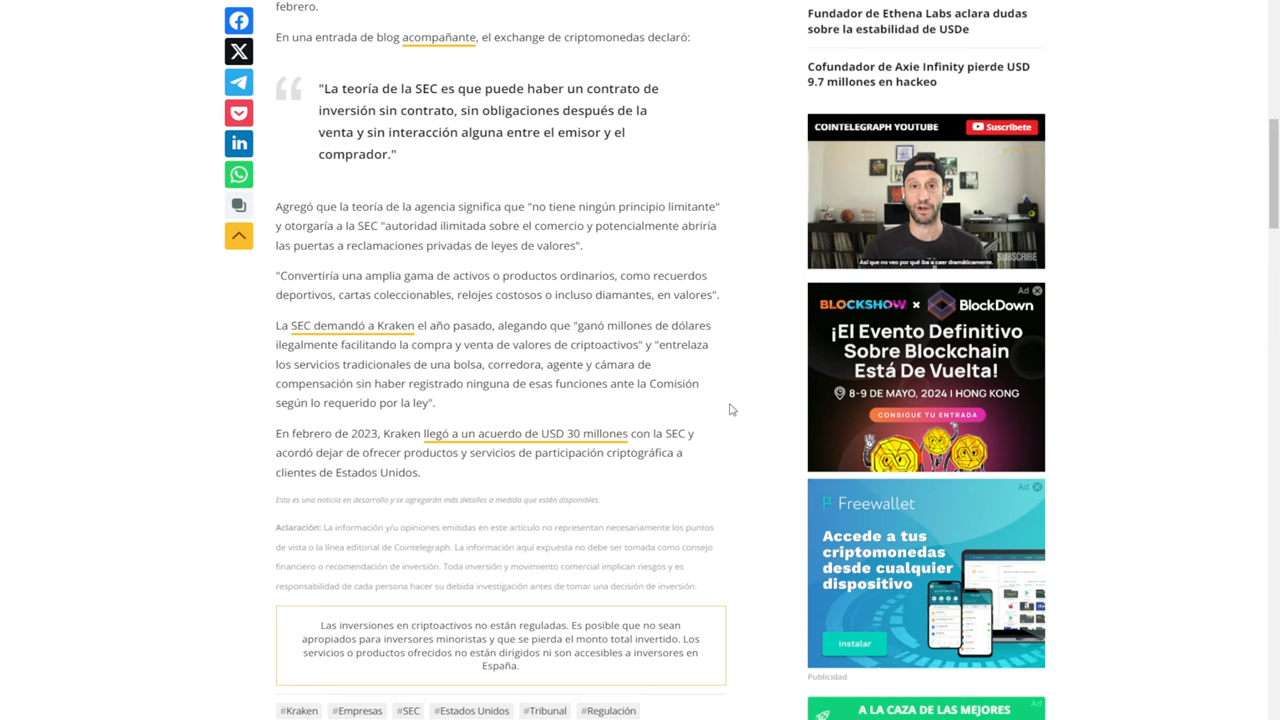 febrero.
En una entrada de blog acompañante, el exchange de criptomonedas declaró:
"La teoría de la SEC es que puede haber un contrato de
inversión sin contrato, sin obligaciones después de la
venta y sin interacción alguna entre el emisor y el
comprador."
Agregó que la teoría de la agencia significa que "no tiene ningún principio limitante"
y otorgaría a la SEC "autoridad ilimitada sobre el comercio y potencialmente abriría
las puertas a reclamaciones privadas de leyes de valores".
"Convertiría una amplia gama de activos o productos ordinarios, como recuerdos
deportivos, cartas coleccionables, relojes costosos o incluso diamantes, en valores".
La SEC demandó a Kraken el año pasado, alegando que "ganó millones de dólares
ilegalmente facilitando la compra y venta de valores de criptoactivos" y "entrelaza
los servicios tradicionales de una bolsa, corredora, agente y cámara de
compensación sin haber registrado ninguna de esas funciones ante la Comisión
según lo requerido por la ley".
En febrero de 2023, Kraken llegó a un acuerdo de USD 30 millones con la SEC y
acordó dejar de ofrecer productos y servicios de participación criptográfica a
clientes de Estados Unidos.
Esta es una noticia en desarrollo y se agregarán más detalles a medida que estén disponibles.
Aclaración: La información y/u opiniones emitidas en este artículo no representan necesariamente los puntos
de vista o la línea editorial de Cointelegraph. La información aquí expuesta no debe ser tomada como consejo
financiero o recomendación de inversión. Toda inversión y movimiento comercial implican riesgos y es
responsabilidad de cada persona hacer su debida investigación antes de tomar una decisión de inversión.
inversiones en criptoactivos no están reguladas. Es posible que no sean
apropiados para inversores minoristas y que se pierda el monto total invertido. Los
servicios o productos ofrecidos no están dirigidos ni son accesibles a inversores en
España.
#Kraken #Empresas #SEC #Estados Unidos #Tribunal #Regulación
Fundador de Ethena Labs aclara dudas
sobre la estabilidad de USDe
Cofundador de Axie Infinity pierde USD
9.7 millones en hackeo
COINTELEGRAPH YOUTUBE
Suscríbete
Así que no veo por qué iba a caer dramáticamente.
SUBSCRIBE
Ad
BLOCKSHOW × BlockDown
¡El Evento Definitivo
Sobre Blockchain
Está De Vuelta!
8-9 DE MAYO, 2024 | HONG KONG
CONSIGUE TU ENTRADA
Ad
Freewallet
Accede a tus
criptomonedas
desde cualquier
dispositivo
Instalar
Publicidad
Ad
A LA CAZA DE LAS MEJORES